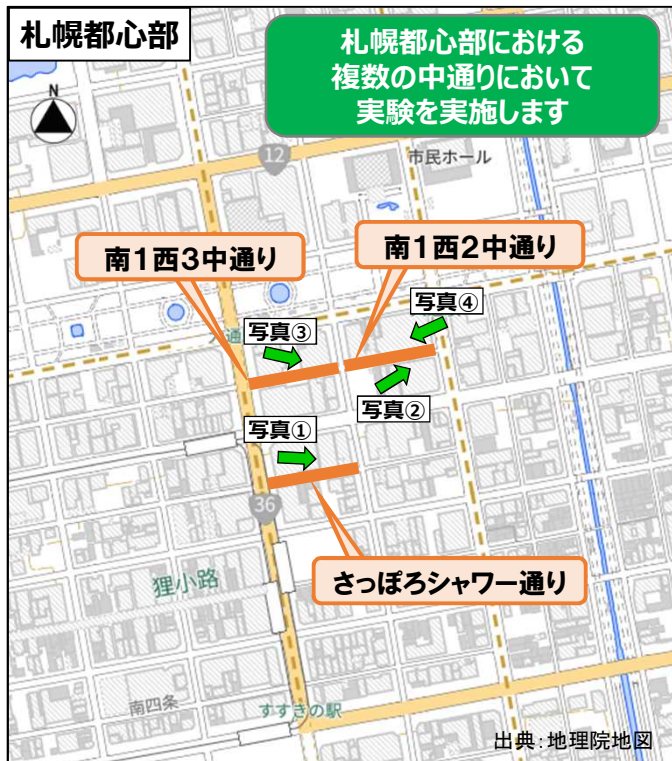 札幌都心部
札幌都心部における
複数の中通りにおいて
実験を実施します
N
12
市民ホール
南1西3中通り
南1西2中通り
写真④
写真③
大通
写真②
写真①
36
さっぽろシャワー通り
狸小路
南四条
すすきの駅
出典:地理院地図